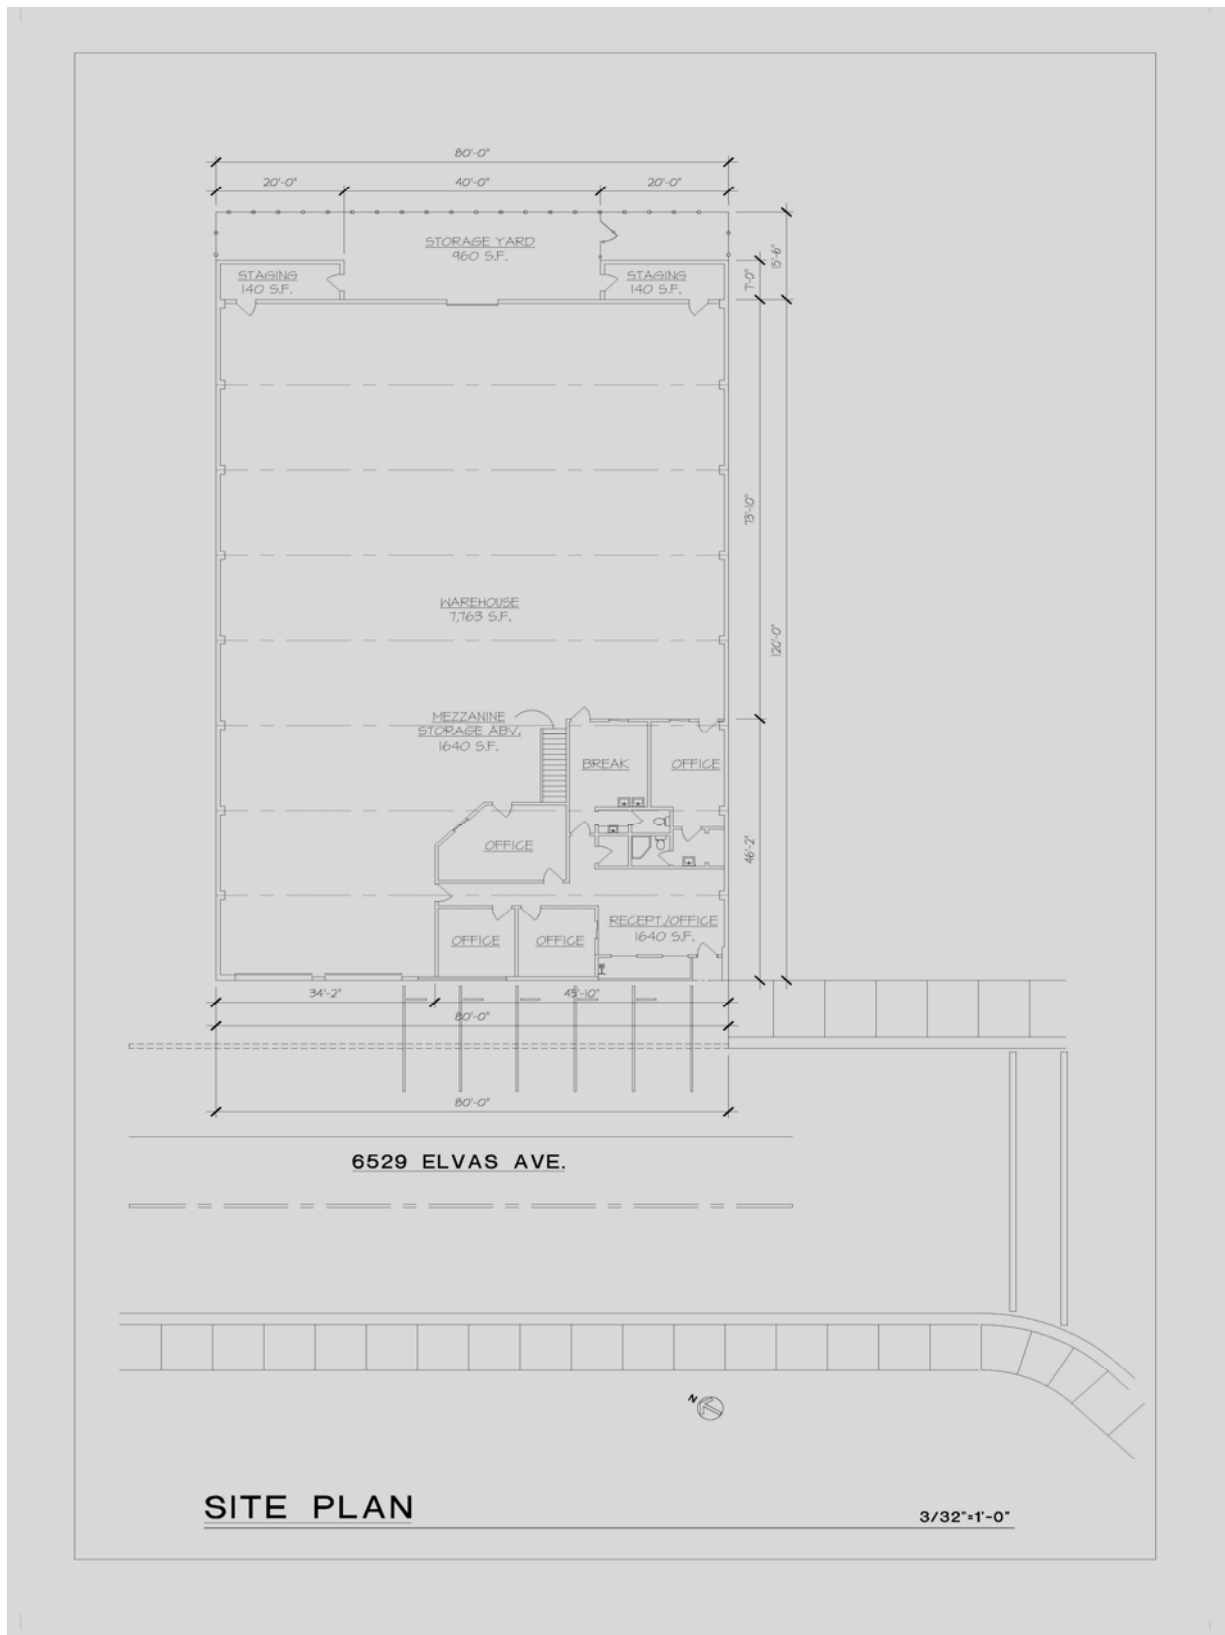 80'-0"
20'-0" 40'-0" 20'-0"
STORAGE YARD
960 S.F.
STAGING
140 S.F.
STAGING
140 S.F.
7'-0"
15'-6"
73'-10"
WAREHOUSE
7,763 S.F.
120'-0"
MEZZANINE
STORAGE ABV.
1640 S.F.
BREAK
OFFICE
OFFICE
46'-2"
RECEPT./OFFICE
1640 S.F.
OFFICE
OFFICE
34'-2" 45'-10"
80'-0"
80'-0"
6529 ELVAS AVE.
N
SITE PLAN
3/32"=1'-0"